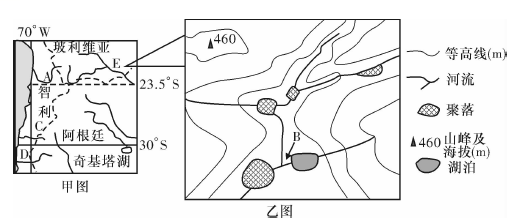 70°W
玻利维亚
A
E
23.5°S
智
利
C
阿根廷
30°S
D
奇基塔湖
甲图
460
B
乙图
等高线(m)
河流
聚落
460 山峰及
海拔(m)
湖泊